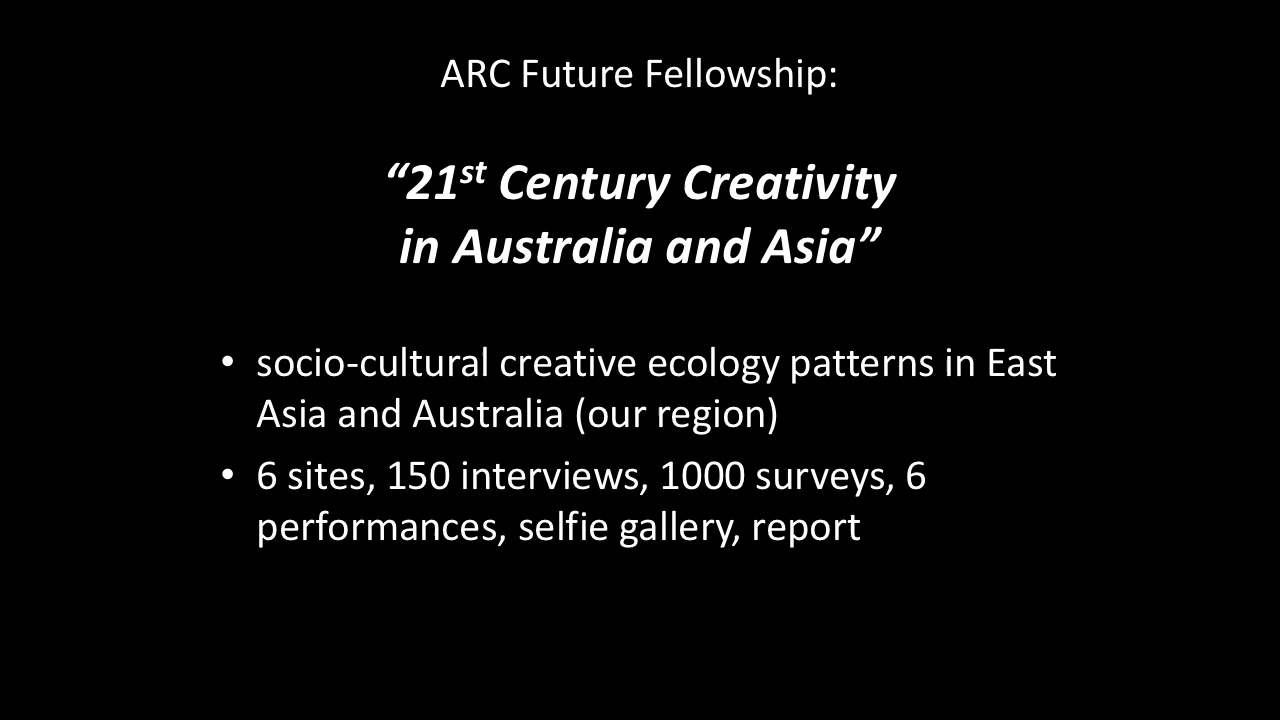 ARC Future Fellowship:
“21st Century Creativity
in Australia and Asia”
• socio-cultural creative ecology patterns in East
Asia and Australia (our region)
• 6 sites, 150 interviews, 1000 surveys, 6
performances, selfie gallery, report